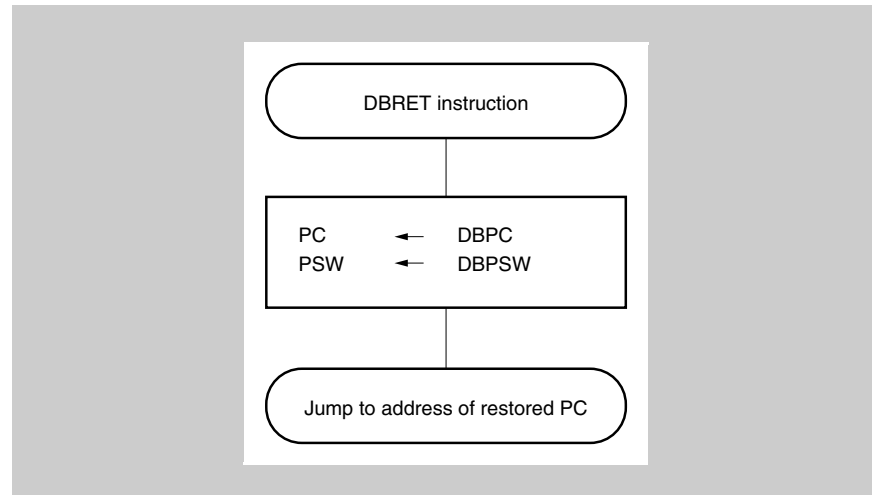 DBRET instruction
PC ← DBPC
PSW ← DBPSW
Jump to address of restored PC